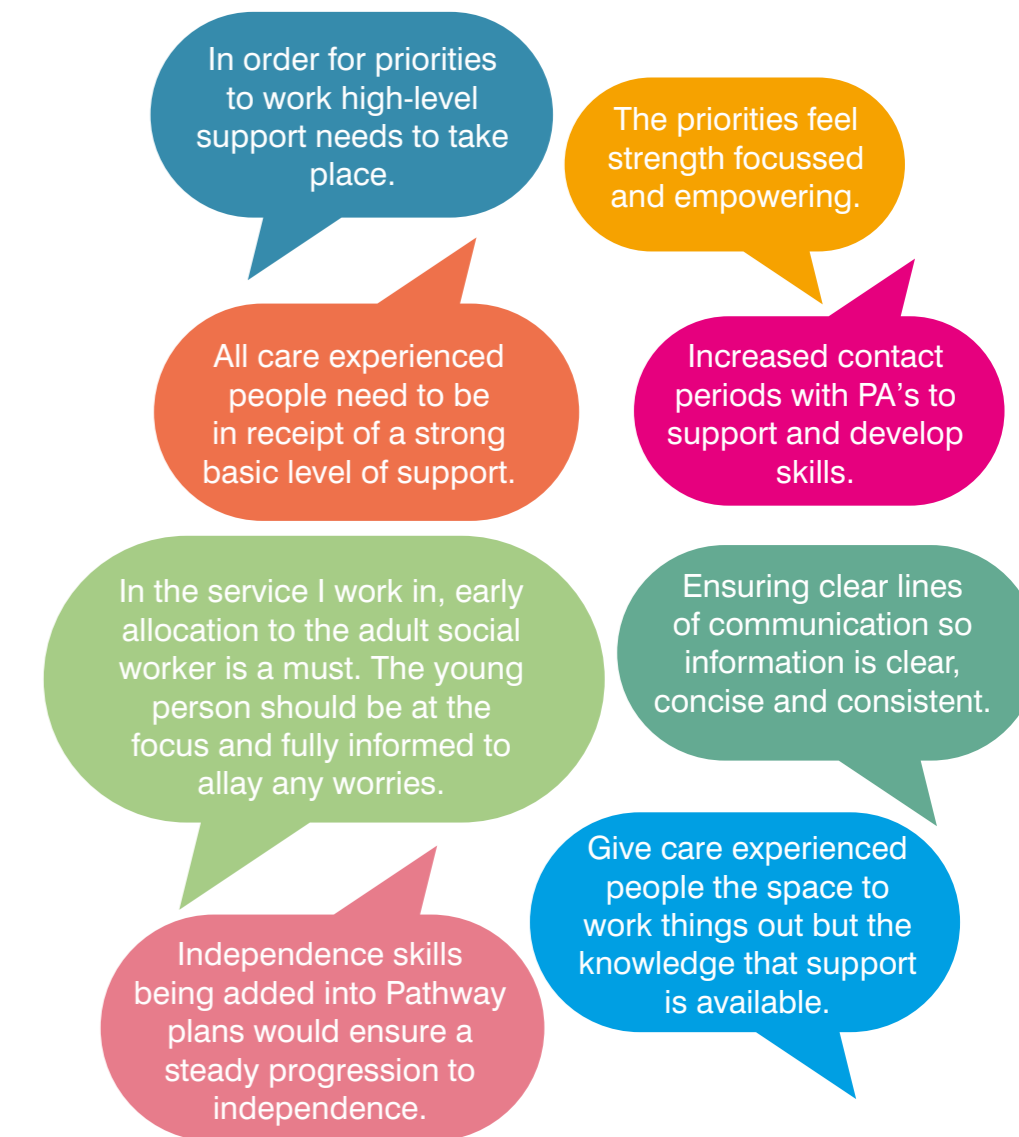 In order for priorities
to work high-level
support needs to take
place.
The priorities feel
strength focussed
and empowering.
All care experienced
people need to be
in receipt of a strong
basic level of support.
Increased contact
periods with PA’s to
support and develop
skills.
In the service I work in, early
allocation to the adult social
worker is a must. The young
person should be at the
focus and fully informed to
allay any worries.
Ensuring clear lines
of communication so
information is clear,
concise and consistent.
Give care experienced
people the space to
work things out but the
knowledge that support
is available.
Independence skills
being added into Pathway
plans would ensure a
steady progression to
independence.